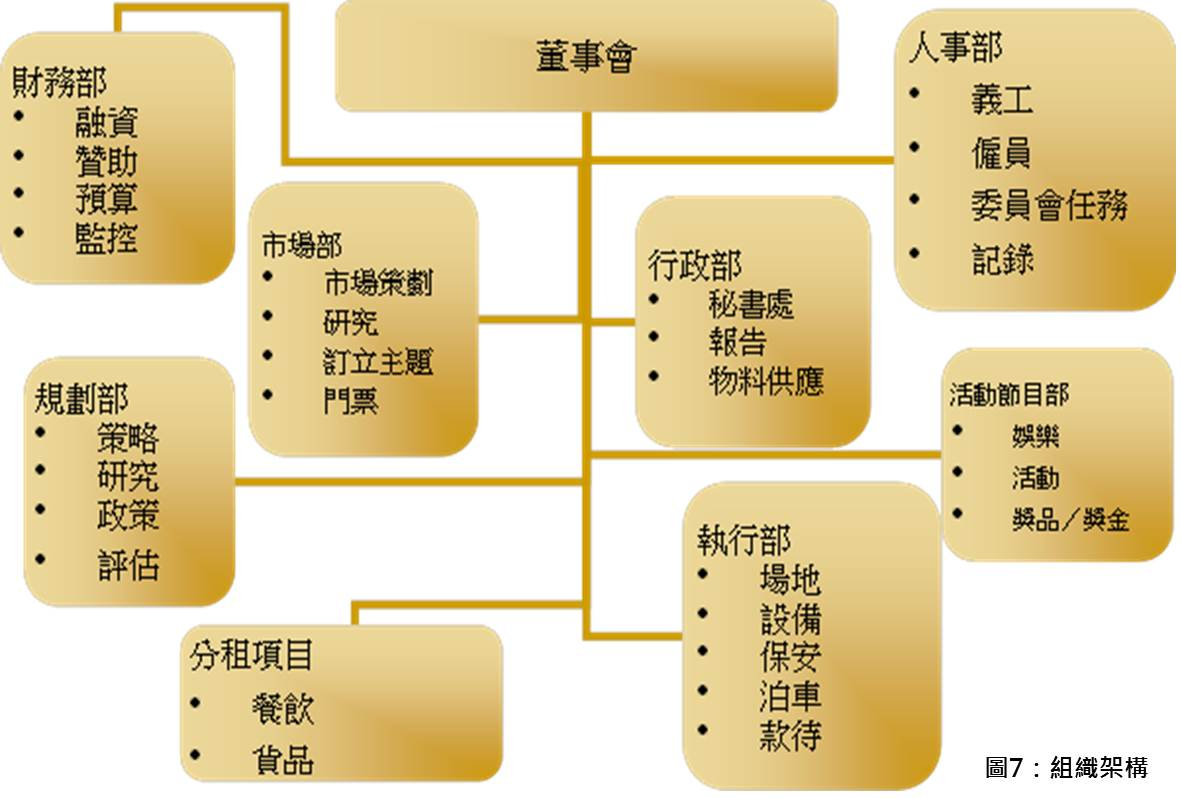 董事會
財務部
• 融資
• 贊助
• 預算
• 監控
人事部
• 義工
• 僱員
• 委員會任務
• 記錄
市場部
• 市場策劃
• 研究
• 訂立主題
• 門票
行政部
• 秘書處
• 報告
• 物料供應
規劃部
• 策略
• 研究
• 政策
• 評估
活動節目部
• 娛樂
• 活動
• 獎品／獎金
執行部
• 場地
• 設備
• 保安
• 泊車
• 款待
分租項目
• 餐飲
• 貨品
圖7：組織架構